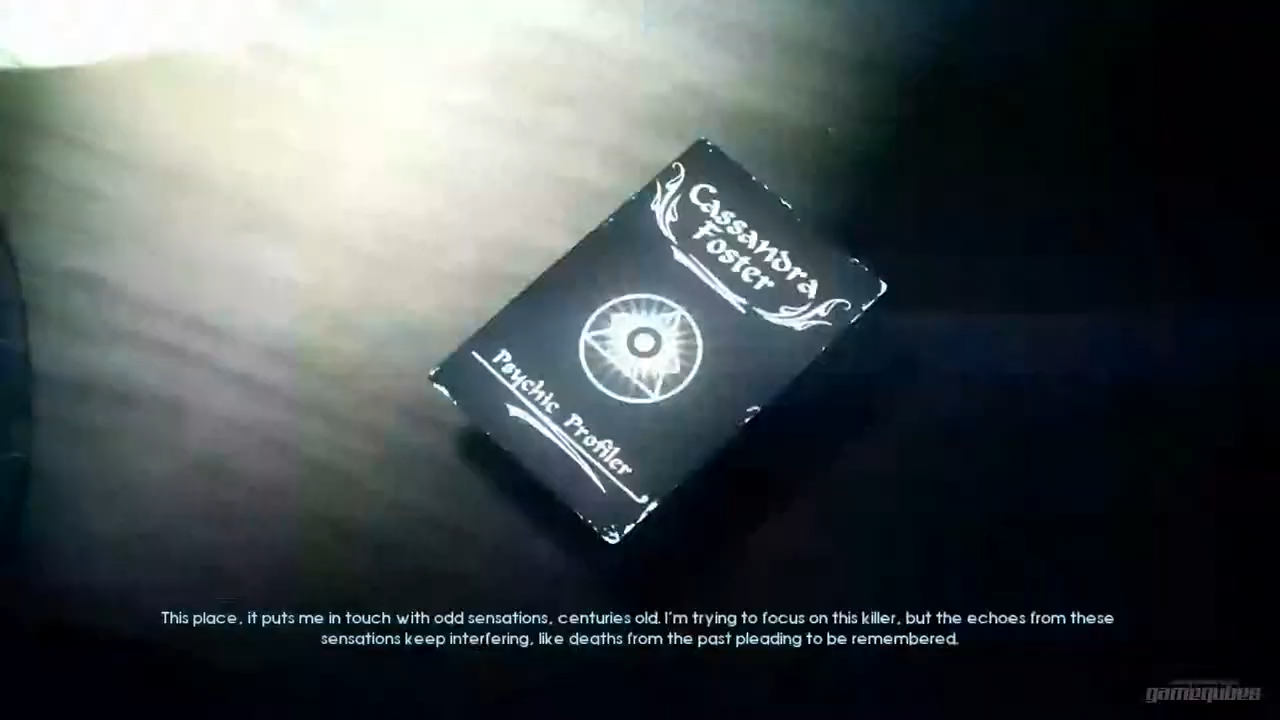 Cassandra
Foster
Psychic Profiler
This place, it puts me in touch with odd sensations, centuries old. I'm trying to focus on this killer, but the echoes from these
sensations keep interfering, like deaths from the past pleading to be remembered.
gamequbes